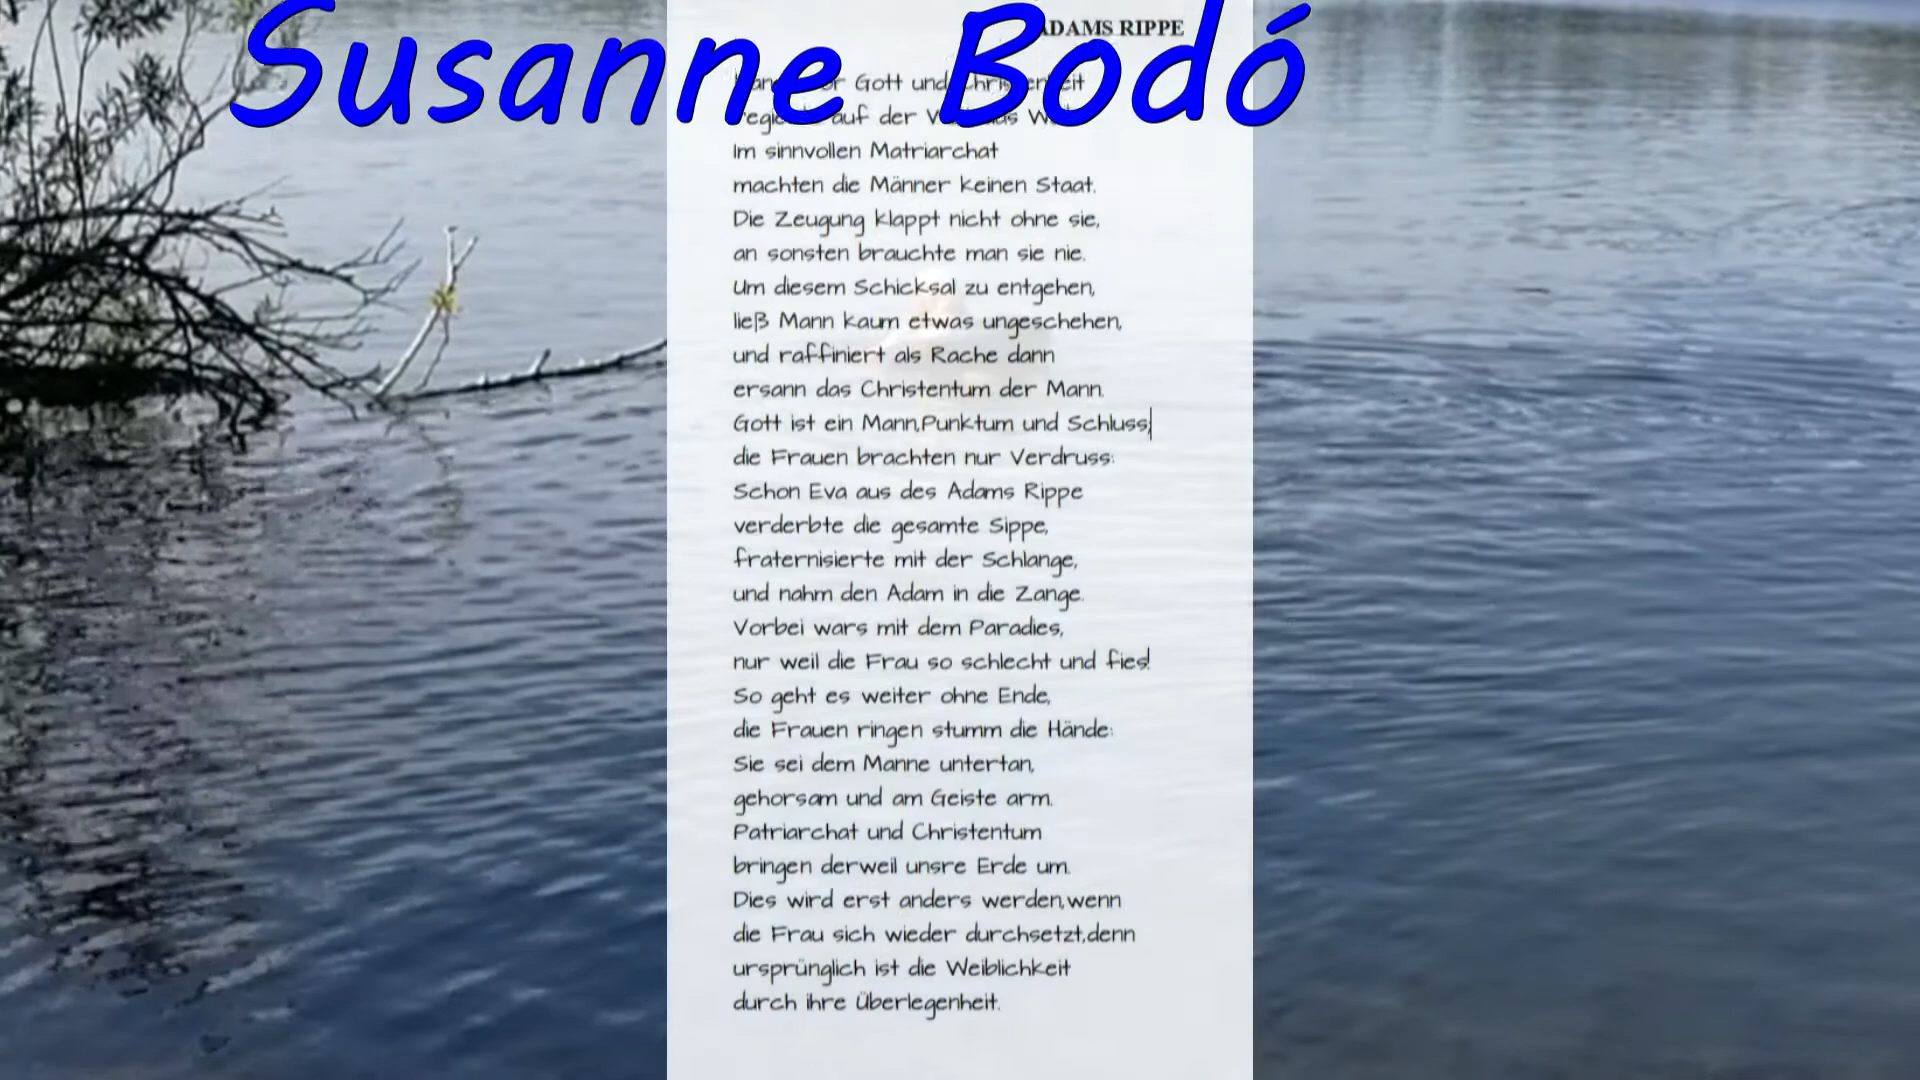 Susanne Bodó
ADAMS RIPPE
Gott und
auf der
Im sinnvollen Matriarchat
machten die Männer keinen Staat.
Die Zeugung klappt nicht ohne sie,
an sonsten brauchte man sie nie.
Um diesem Schicksal zu entgehen,
ließ Mann kaum etwas ungeschehen,
und raffiniert als Rache dann
ersann das Christentum der Mann.
Gott ist ein Mann,Punktum und Schluss;
die Frauen brachten nur Verdruss:
Schon Eva aus des Adams Rippe
verderbte die gesamte Sippe,
fraternisierte mit der Schlange,
und nahm den Adam in die Zange.
Vorbei wars mit dem Paradies,
nur weil die Frau so schlecht und fies!
So geht es weiter ohne Ende,
die Frauen ringen stumm die Hände:
Sie sei dem Manne untertan,
gehorsam und am Geiste arm.
Patriarchat und Christentum
bringen derweil unsre Erde um.
Dies wird erst anders werden,wenn
die Frau sich wieder durchsetzt,denn
ursprünglich ist die Weiblichkeit
durch ihre Überlegenheit.